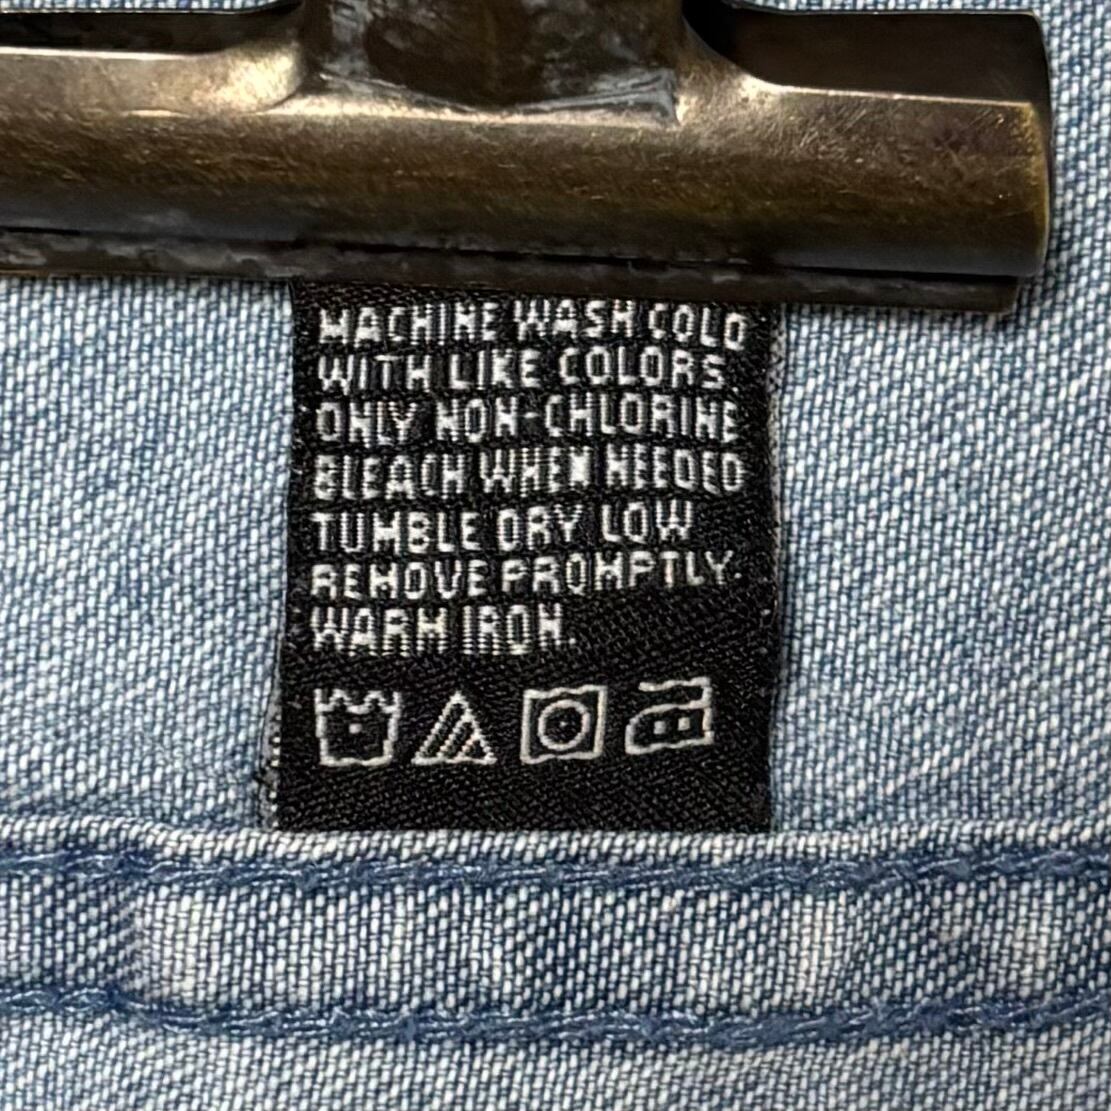 MACHINE WASH COLD
WITH LIKE COLORS.
ONLY NON-CHLORINE
BLEACH WHEN NEEDED
TUMBLE DRY LOW
REMOVE PROMPTLY.
WARM IRON.